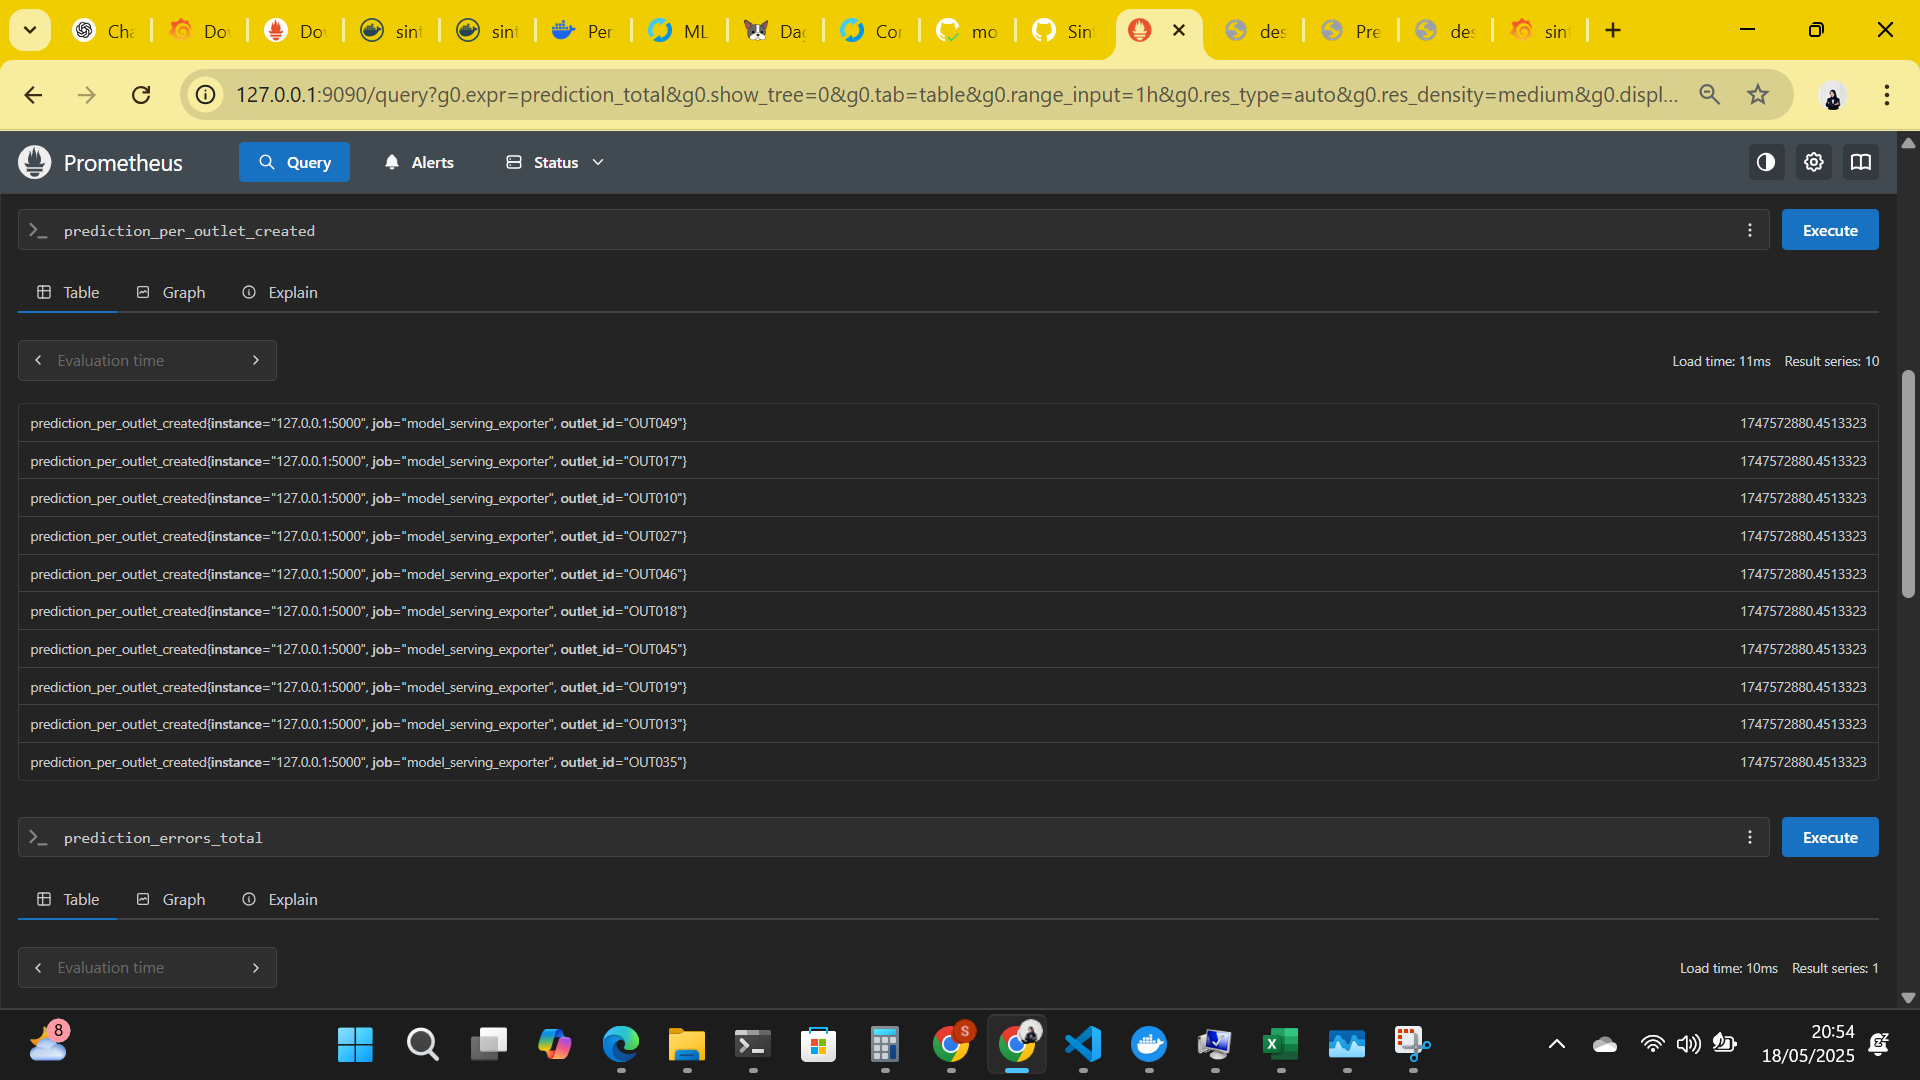 Cha
Dov
Dov
sint
sint
Per
ML
Dag
Cor
mo
Sint
des
Pre
des
sint
127.0.0.1:9090/query?g0.expr=prediction_total&g0.show_tree=0&g0.tab=table&g0.range_input=1h&g0.res_type=auto&g0.res_density=medium&g0.displ...
Prometheus
Query
Alerts
Status
>_ prediction_per_outlet_created
Execute
Table
Graph
Explain
Evaluation time
Load time: 11ms Result series: 10
prediction_per_outlet_created{instance="127.0.0.1:5000", job="model_serving_exporter", outlet_id="OUT049"} 1747572880.4513323
prediction_per_outlet_created{instance="127.0.0.1:5000", job="model_serving_exporter", outlet_id="OUT017"} 1747572880.4513323
prediction_per_outlet_created{instance="127.0.0.1:5000", job="model_serving_exporter", outlet_id="OUT010"} 1747572880.4513323
prediction_per_outlet_created{instance="127.0.0.1:5000", job="model_serving_exporter", outlet_id="OUT027"} 1747572880.4513323
prediction_per_outlet_created{instance="127.0.0.1:5000", job="model_serving_exporter", outlet_id="OUT046"} 1747572880.4513323
prediction_per_outlet_created{instance="127.0.0.1:5000", job="model_serving_exporter", outlet_id="OUT018"} 1747572880.4513323
prediction_per_outlet_created{instance="127.0.0.1:5000", job="model_serving_exporter", outlet_id="OUT045"} 1747572880.4513323
prediction_per_outlet_created{instance="127.0.0.1:5000", job="model_serving_exporter", outlet_id="OUT019"} 1747572880.4513323
prediction_per_outlet_created{instance="127.0.0.1:5000", job="model_serving_exporter", outlet_id="OUT013"} 1747572880.4513323
prediction_per_outlet_created{instance="127.0.0.1:5000", job="model_serving_exporter", outlet_id="OUT035"} 1747572880.4513323
>_ prediction_errors_total
Execute
Table
Graph
Explain
Evaluation time
Load time: 10ms Result series: 1
8
S
20:54
18/05/2025